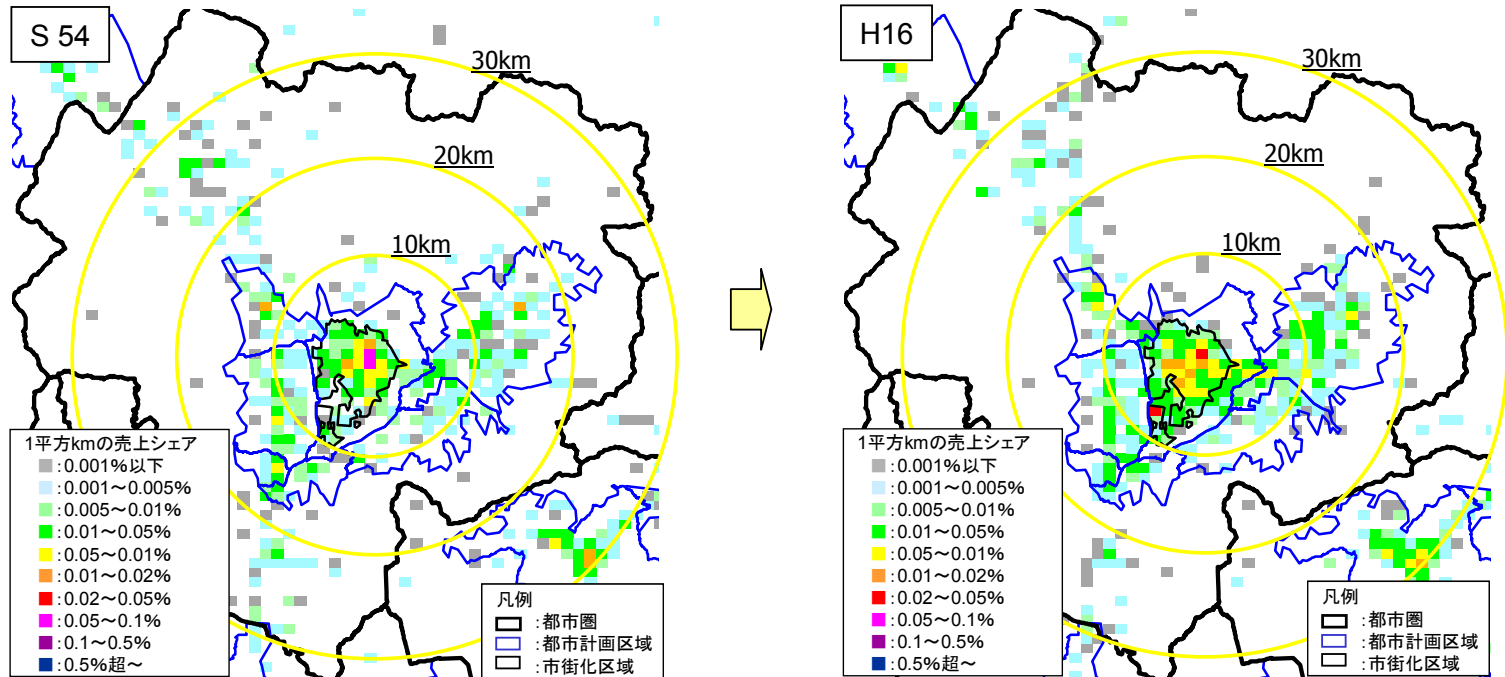 S 54
30km
20km
10km
1平方kmの売上シェア
:0.001%以下
:0.001～0.005%
:0.005～0.01%
:0.01～0.05%
:0.05～0.01%
:0.01～0.02%
:0.02～0.05%
:0.05～0.1%
:0.1～0.5%
:0.5%超～
凡例
:都市圏
:都市計画区域
:市街化区域
H16
30km
20km
10km
1平方kmの売上シェア
:0.001%以下
:0.001～0.005%
:0.005～0.01%
:0.01～0.05%
:0.05～0.01%
:0.01～0.02%
:0.02～0.05%
:0.05～0.1%
:0.1～0.5%
:0.5%超～
凡例
:都市圏
:都市計画区域
:市街化区域